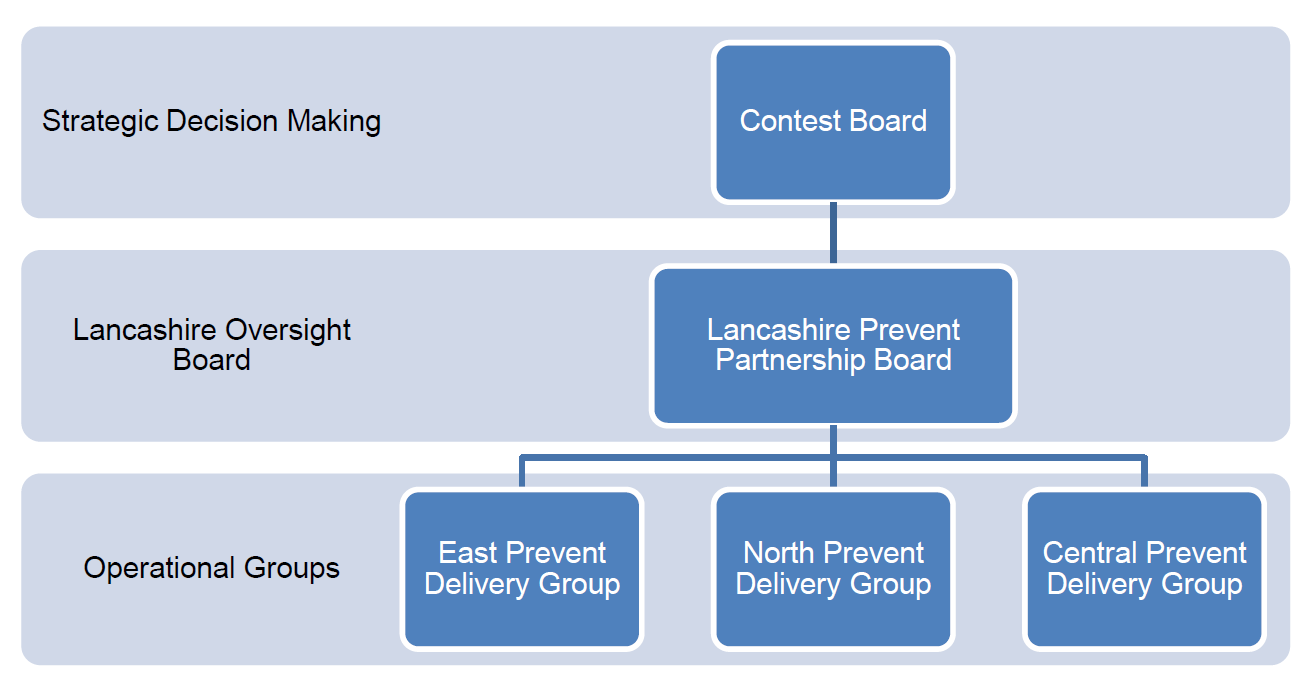 Strategic Decision Making
Contest Board
Lancashire Oversight
Board
Lancashire Prevent
Partnership Board
Operational Groups
East Prevent
Delivery Group
North Prevent
Delivery Group
Central Prevent
Delivery Group